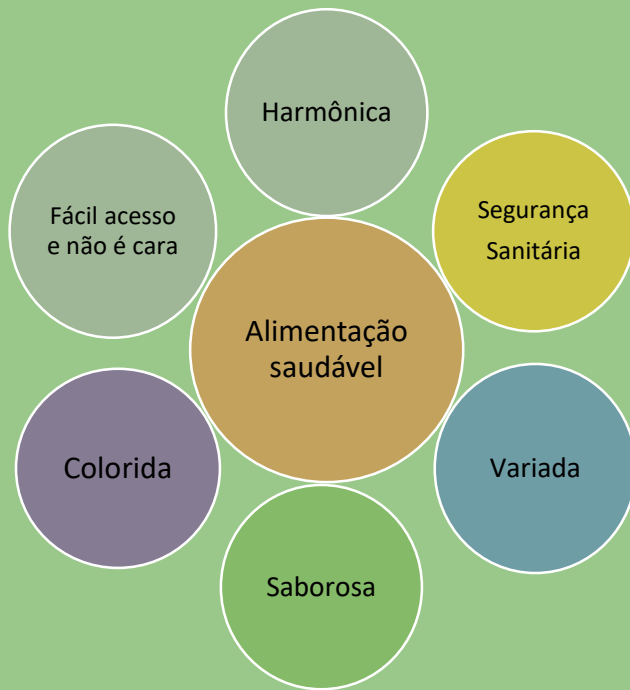 Harmônica
Fácil acesso
e não é cara
Segurança
Sanitária
Alimentação
saudável
Colorida
Variada
Saborosa